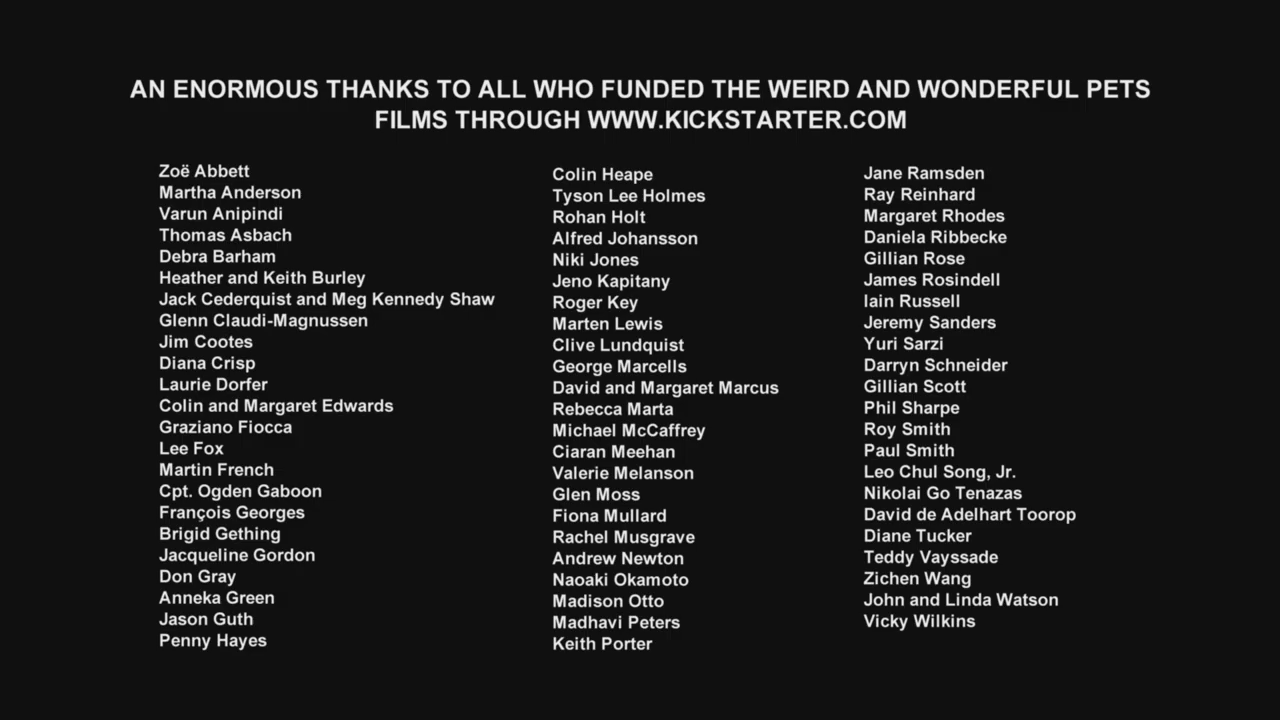 AN ENORMOUS THANKS TO ALL WHO FUNDED THE WEIRD AND WONDERFUL PETS
FILMS THROUGH WWW.KICKSTARTER.COM
Zoë Abbett
Martha Anderson
Varun Anipindi
Thomas Asbach
Debra Barham
Heather and Keith Burley
Jack Cederquist and Meg Kennedy Shaw
Glenn Claudi-Magnussen
Jim Cootes
Diana Crisp
Laurie Dorfer
Colin and Margaret Edwards
Graziano Fiocca
Lee Fox
Martin French
Cpt. Ogden Gaboon
François Georges
Brigid Gething
Jacqueline Gordon
Don Gray
Anneka Green
Jason Guth
Penny Hayes
Colin Heape
Tyson Lee Holmes
Rohan Holt
Alfred Johansson
Niki Jones
Jeno Kapitany
Roger Key
Marten Lewis
Clive Lundquist
George Marcells
David and Margaret Marcus
Rebecca Marta
Michael McCaffrey
Ciaran Meehan
Valerie Melanson
Glen Moss
Fiona Mullard
Rachel Musgrave
Andrew Newton
Naoaki Okamoto
Madison Otto
Madhavi Peters
Keith Porter
Jane Ramsden
Ray Reinhard
Margaret Rhodes
Daniela Ribbecke
Gillian Rose
James Rosindell
Iain Russell
Jeremy Sanders
Yuri Sarzi
Darryn Schneider
Gillian Scott
Phil Sharpe
Roy Smith
Paul Smith
Leo Chul Song, Jr.
Nikolai Go Tenazas
David de Adelhart Toorop
Diane Tucker
Teddy Vayssade
Zichen Wang
John and Linda Watson
Vicky Wilkins